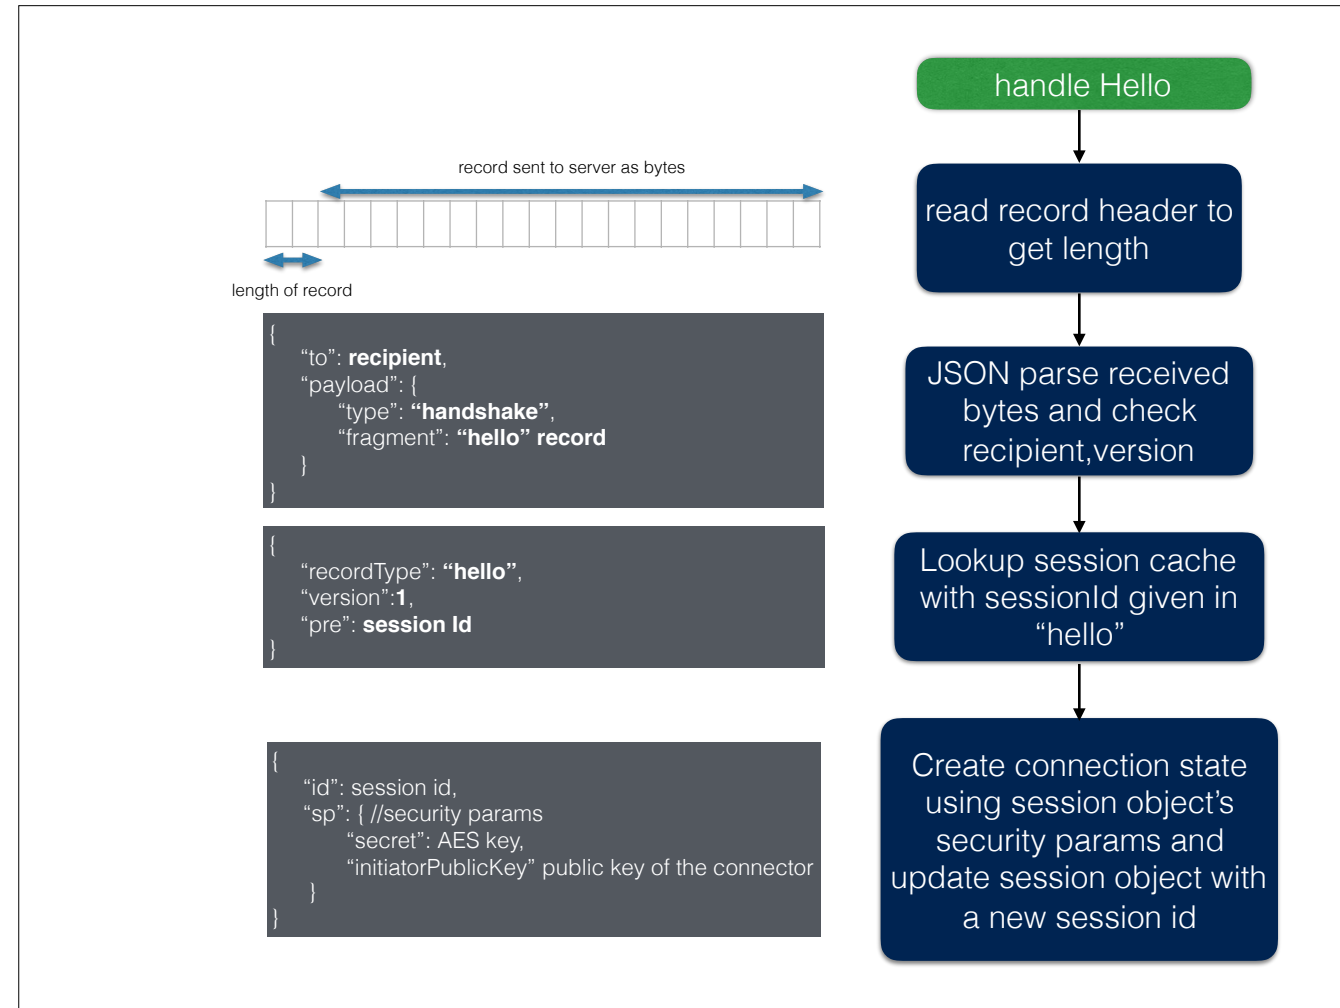 handle Hello
record sent to server as bytes
length of record
read record header to
get length
{
“to”: recipient,
“payload”: {
“type”: “handshake”,
“fragment”: “hello” record
}
}
JSON parse received
bytes and check
recipient,version
{
“recordType”: “hello”,
“version”:1,
“pre”: session Id
}
Lookup session cache
with sessionId given in
“hello”
{
“id”: session id,
“sp”: { //security params
“secret”: AES key,
“initiatorPublicKey” public key of the connector
}
}
Create connection state
using session object’s
security params and
update session object with
a new session id